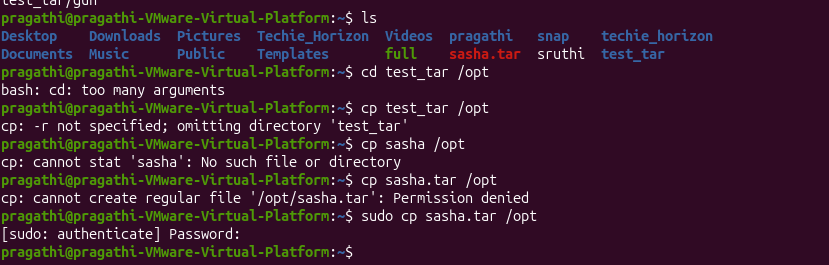 test_tar/gun
pragathi@pragathi-VMware-Virtual-Platform:~$ ls
Desktop    Downloads  Pictures  Techie_Horizon  Videos  pragathi   snap    techie_horizon
Documents  Music      Public    Templates       full    sasha.tar  sruthi  test_tar
pragathi@pragathi-VMware-Virtual-Platform:~$ cd test_tar /opt
bash: cd: too many arguments
pragathi@pragathi-VMware-Virtual-Platform:~$ cp test_tar /opt
cp: -r not specified; omitting directory 'test_tar'
pragathi@pragathi-VMware-Virtual-Platform:~$ cp sasha /opt
cp: cannot stat 'sasha': No such file or directory
pragathi@pragathi-VMware-Virtual-Platform:~$ cp sasha.tar /opt
cp: cannot create regular file '/opt/sasha.tar': Permission denied
pragathi@pragathi-VMware-Virtual-Platform:~$ sudo cp sasha.tar /opt
[sudo: authenticate] Password:
pragathi@pragathi-VMware-Virtual-Platform:~$